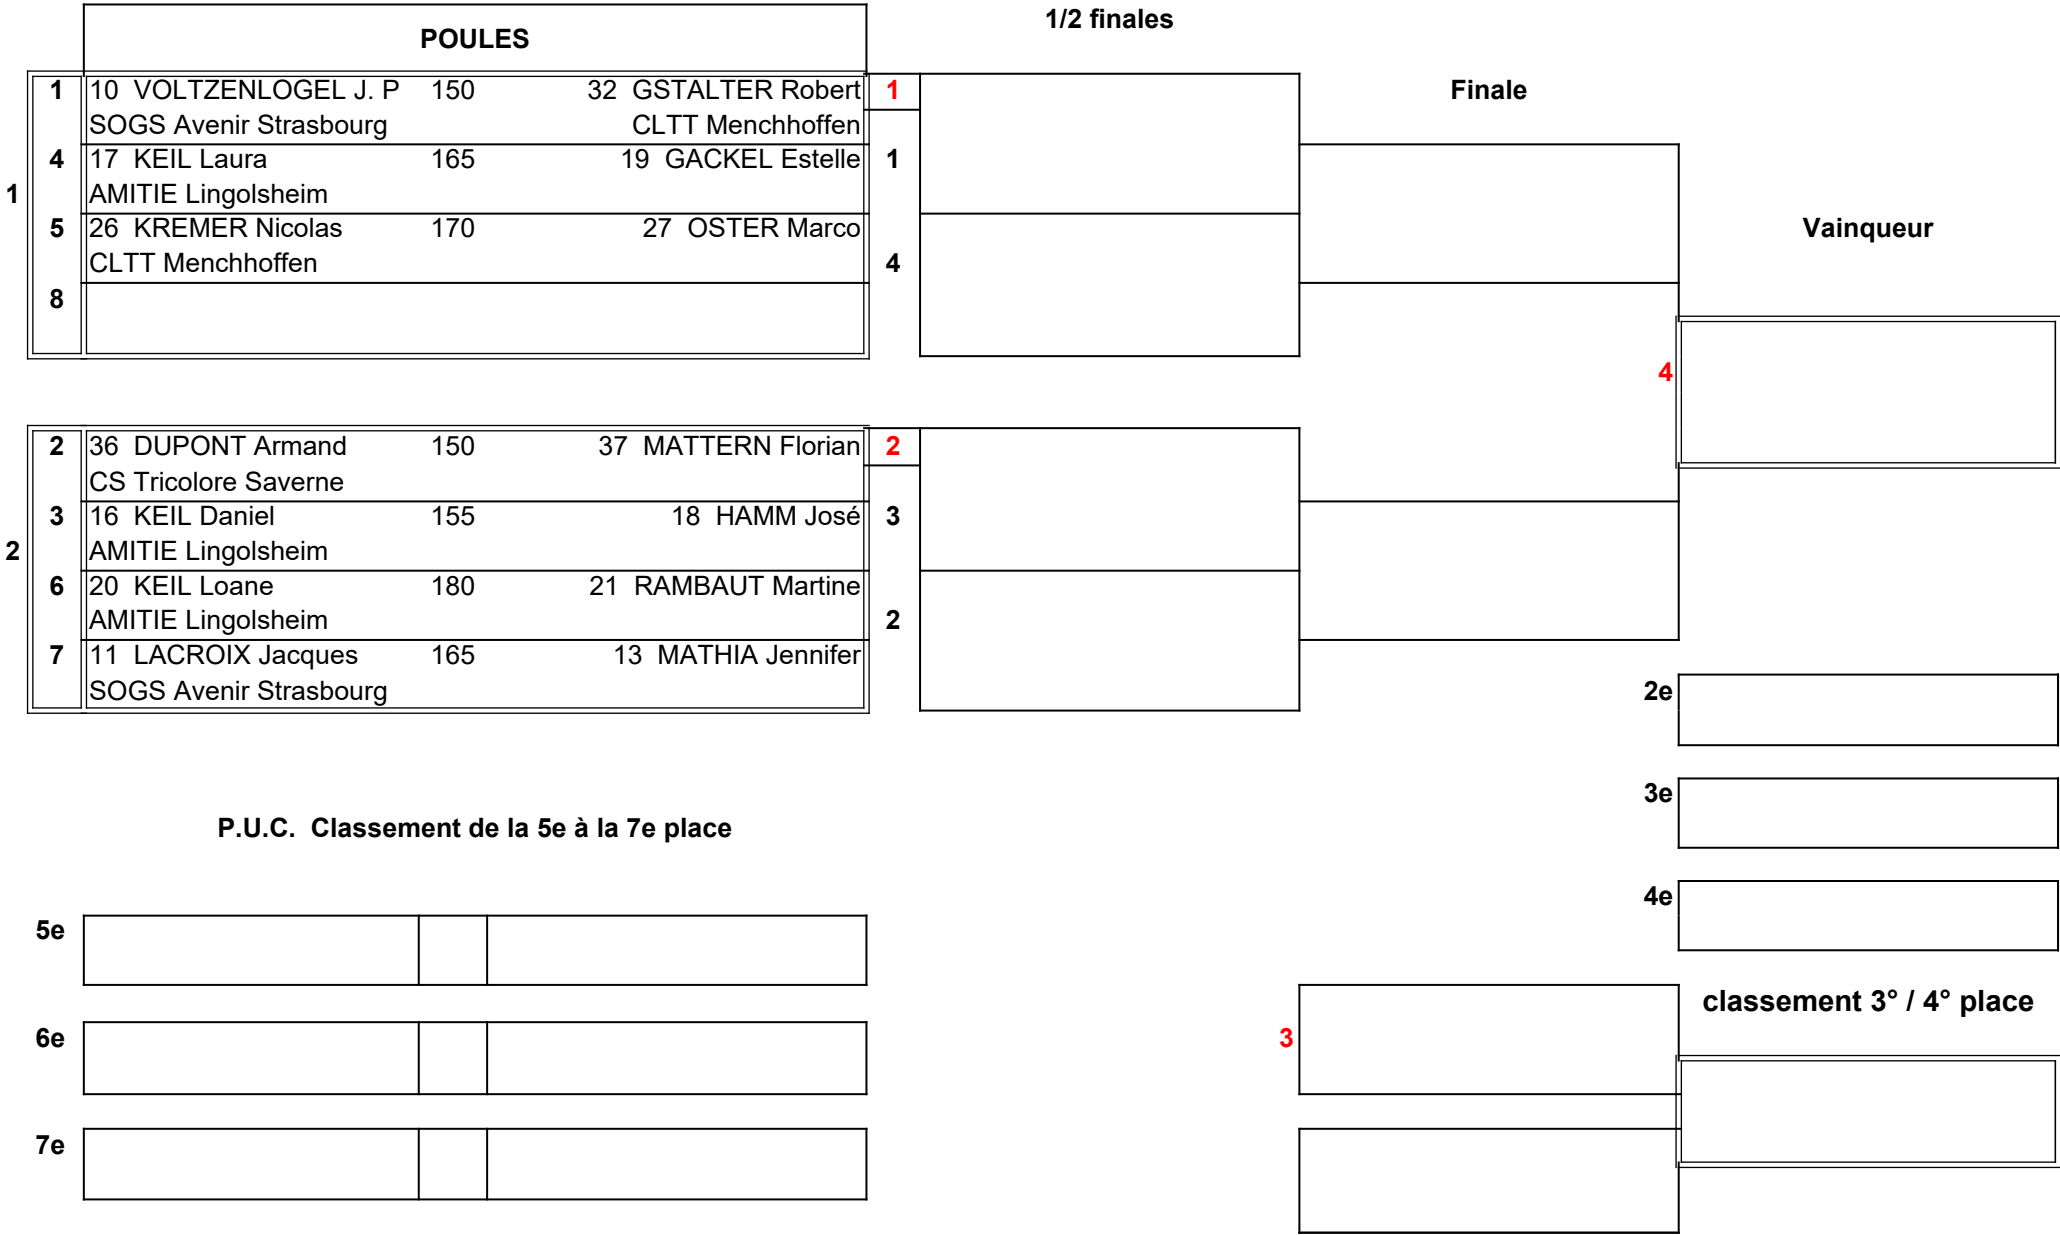 1/2 finales
POULES
1 10 VOLTZENLOGEL J. P 150 32 GSTALTER Robert 1 Finale
SOGS Avenir Strasbourg CLTT Menchhoffen
4 17 KEIL Laura 165 19 GACKEL Estelle 1
1 AMITIE Lingolsheim
5 26 KREMER Nicolas 170 27 OSTER Marco Vainqueur
CLTT Menchhoffen 4
8
4
2 36 DUPONT Armand 150 37 MATTERN Florian 2
CS Tricolore Saverne
3 16 KEIL Daniel 155 18 HAMM José 3
2 AMITIE Lingolsheim
6 20 KEIL Loane 180 21 RAMBAUT Martine
AMITIE Lingolsheim 2
7 11 LACROIX Jacques 165 13 MATHIA Jennifer
SOGS Avenir Strasbourg 2e
3e
P.U.C. Classement de la 5e à la 7e place
4e
5e
classement 3° / 4° place
6e 3
7e